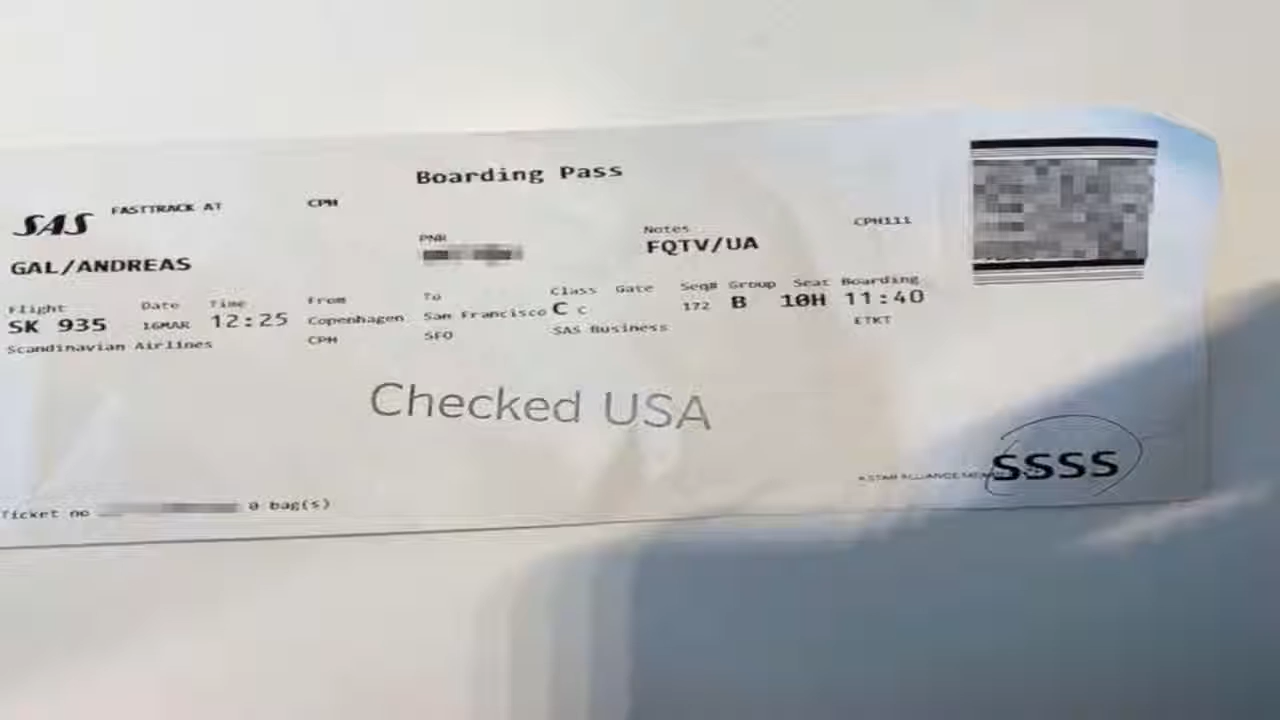 Boarding Pass
SAS FASTTRACK AT CPH
PNR Notes CPH111
FQTV/UA
GAL/ANDREAS
Flight Date Time From To Class Gate Seq# Group Seat Boarding
SK 935 16MAR 12:25 Copenhagen San Francisco C C 172 B 10H 11:40
Scandinavian Airlines CPH SFO SAS Business ETKT
Checked USA
A STAR ALLIANCE SSSS
Ticket no 0 bag(s)